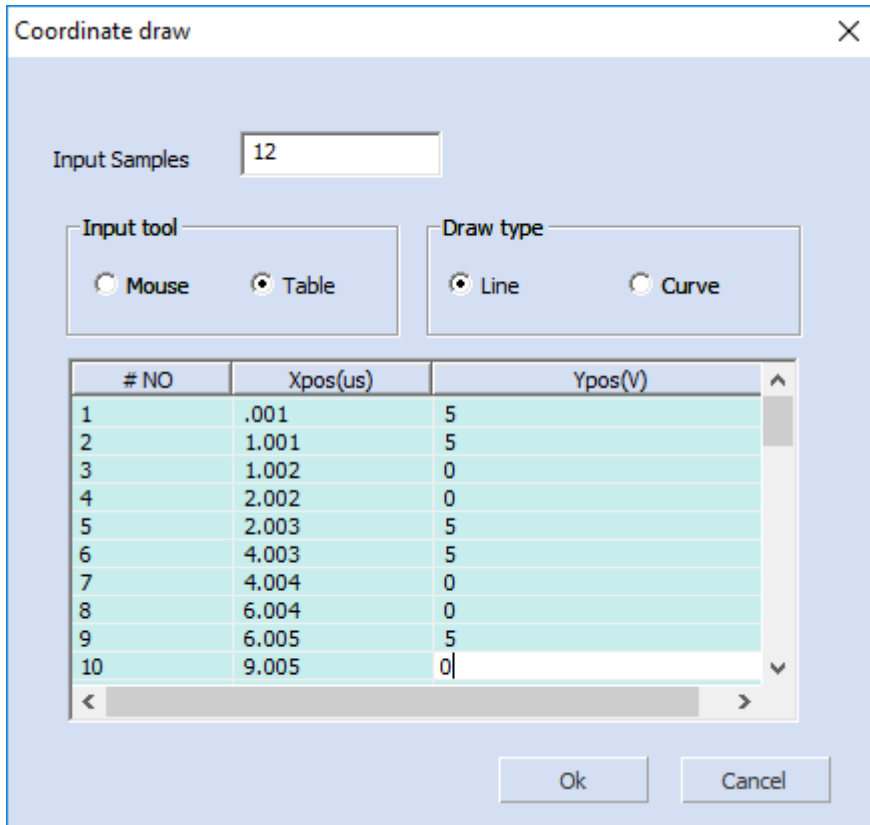 Coordinate draw
Input Samples 12
Input tool Draw type
Mouse Table Line Curve
# NO Xpos(us) Ypos(V)
1 .001 5
2 1.001 5
3 1.002 0
4 2.002 0
5 2.003 5
6 4.003 5
7 4.004 0
8 6.004 0
9 6.005 5
10 9.005 0
Ok Cancel